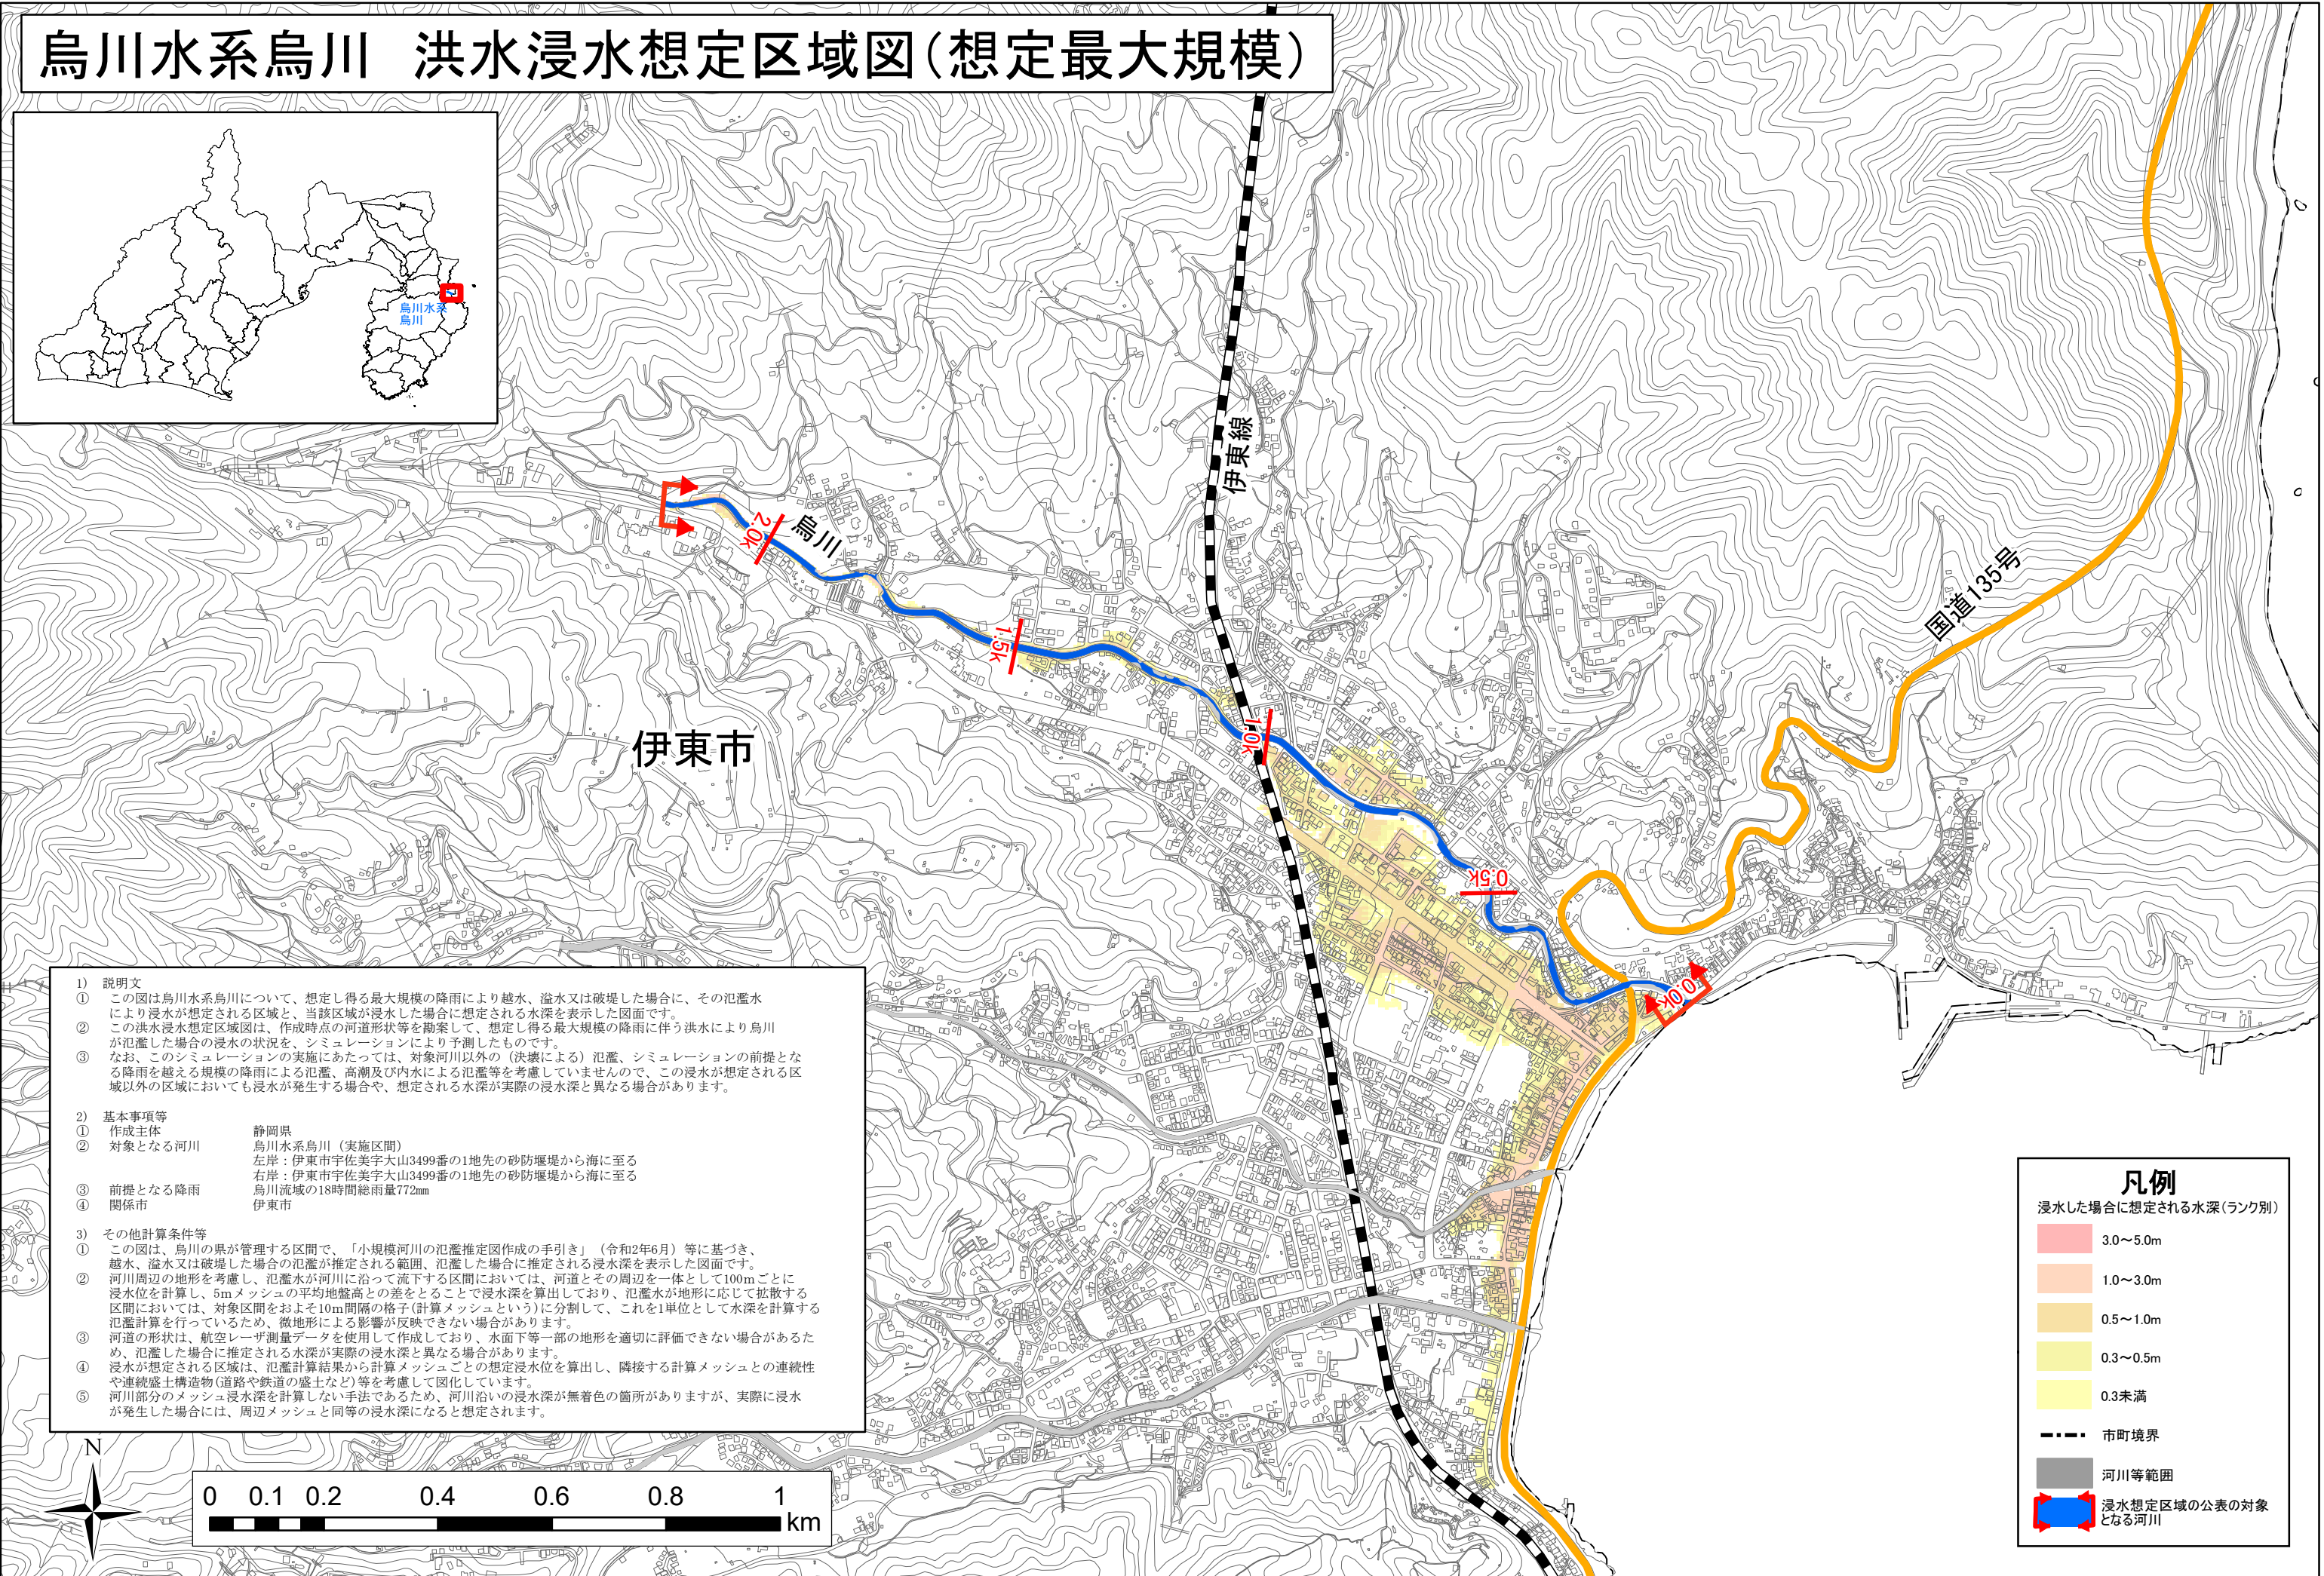 烏川水系烏川　洪水浸水想定区域図（想定最大規模）
烏川水系
烏川
伊東線
烏川
2.0k
1.5k
1.0k
0.5k
0.0k
国道135号
伊東市
1)　説明文
①　この図は烏川水系烏川について、想定し得る最大規模の降雨により越水、溢水又は破堤した場合に、その氾濫水
により浸水が想定される区域と、当該区域が浸水した場合に想定される水深を表示した図面です。
②　この洪水浸水想定区域図は、作成時点の河道形状等を勘案して、想定し得る最大規模の降雨に伴う洪水により烏川
が氾濫した場合の浸水の状況を、シミュレーションにより予測したものです。
③　なお、このシミュレーションの実施にあたっては、対象河川以外の（決壊による）氾濫、シミュレーションの前提とな
る降雨を越える規模の降雨による氾濫、高潮及び内水による氾濫等を考慮していませんので、この浸水が想定される区
域以外の区域においても浸水が発生する場合や、想定される水深が実際の浸水深と異なる場合があります。
2)　基本事項等
①　作成主体　静岡県
②　対象となる河川　烏川水系烏川（実施区間）
左岸：伊東市宇佐美字大山3499番の1地先の砂防堰堤から海に至る
右岸：伊東市宇佐美字大山3499番の1地先の砂防堰堤から海に至る
③　前提となる降雨　烏川流域の18時間総雨量772mm
④　関係市　伊東市
3)　その他計算条件等
①　この図は、烏川の県が管理する区間で、「小規模河川の氾濫推定図作成の手引き」（令和2年6月）等に基づき、
越水、溢水又は破堤した場合の氾濫が推定される範囲、氾濫した場合に推定される浸水深を表示した図面です。
②　河川周辺の地形を考慮し、氾濫水が河川に沿って流下する区間においては、河道とその周辺を一体として100mごとに
浸水位を計算し、5mメッシュの平均地盤高との差をとることで浸水深を算出しており、氾濫水が地形に応じて拡散する
区間においては、対象区間をおよそ10m間隔の格子(計算メッシュという)に分割して、これを1単位として水深を計算する
氾濫計算を行っているため、微地形による影響が反映できない場合があります。
③　河道の形状は、航空レーザ測量データを使用して作成しており、水面下等一部の地形を適切に評価できない場合があるた
め、氾濫した場合に推定される水深が実際の浸水深と異なる場合があります。
④　浸水が想定される区域は、氾濫計算結果から計算メッシュごとの想定浸水位を算出し、隣接する計算メッシュとの連続性
や連続盛土構造物(道路や鉄道の盛土など)等を考慮して図化しています。
⑤　河川部分のメッシュ浸水深を計算しない手法であるため、河川沿いの浸水深が無着色の箇所がありますが、実際に浸水
が発生した場合には、周辺メッシュと同等の浸水深になると想定されます。
N
0 0.1 0.2 0.4 0.6 0.8 1
km
凡例
浸水した場合に想定される水深（ランク別）
3.0～5.0m
1.0～3.0m
0.5～1.0m
0.3～0.5m
0.3未満
市町境界
河川等範囲
浸水想定区域の公表の対象
となる河川